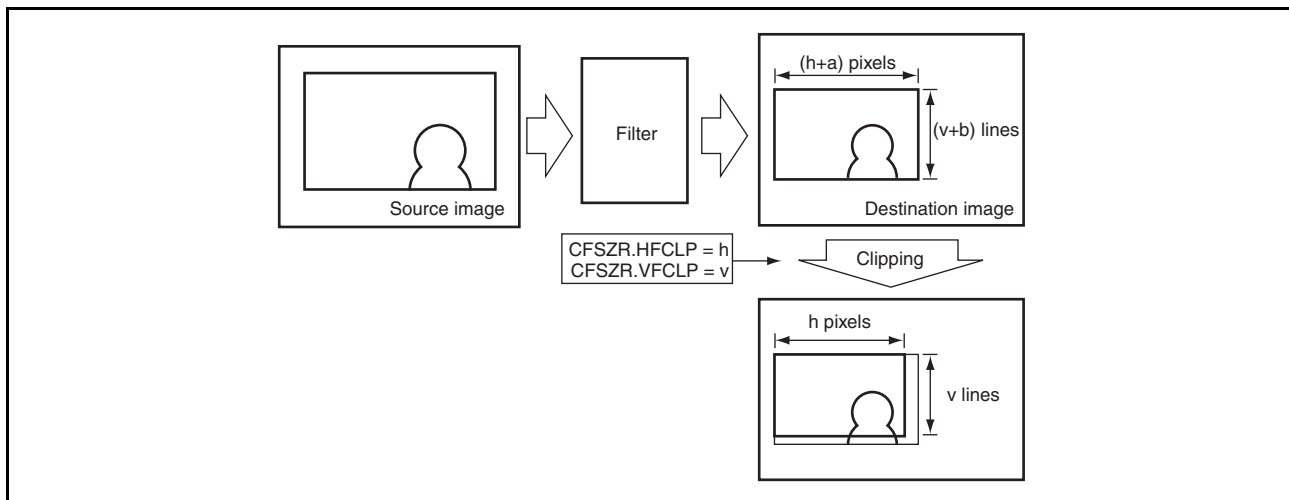 (h+a) pixels
(v+b) lines
Filter
Source image
Destination image
CFSZR.HFCLP = h
CFSZR.VFCLP = v
Clipping
h pixels
v lines